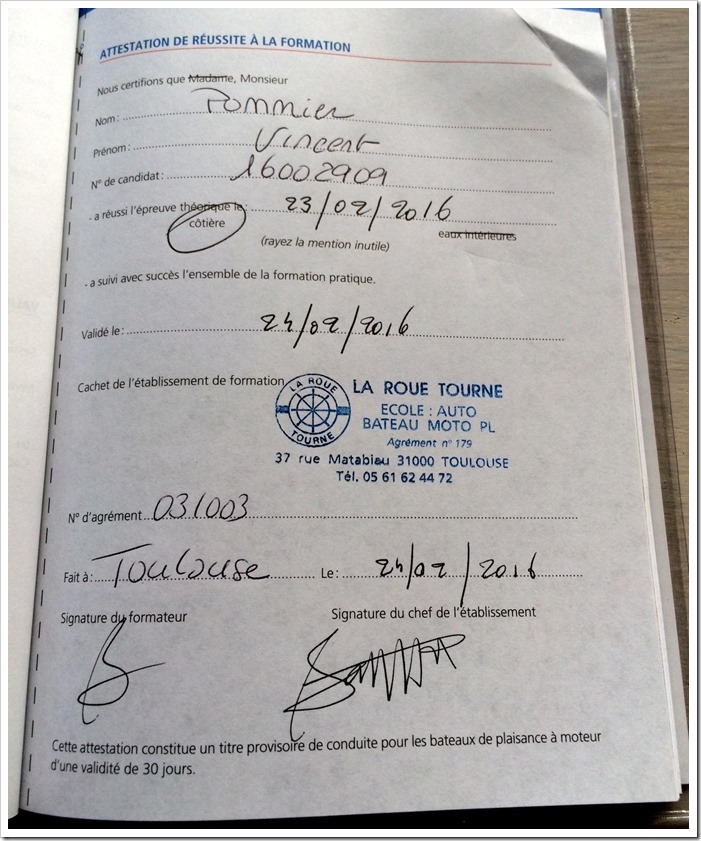 ATTESTATION DE RÉUSSITE À LA FORMATION
Nous certifions que Madame, Monsieur
Nom : Pommier
Prénom : Vincent
N° de candidat : 16002909
- a réussi l'épreuve théorique le : 23/02/2016
côtière eaux intérieures
(rayez la mention inutile)
- a suivi avec succès l'ensemble de la formation pratique.
Validé le : 24/02/2016
Cachet de l'établissement de formation
LA ROUE TOURNE
LA ROUE TOURNE
ECOLE : AUTO
BATEAU MOTO PL
Agrément n° 179
37 rue Matabiau 31000 TOULOUSE
Tél. 05 61 62 44 72
N° d'agrément 031003
Fait à : Toulouse Le : 24/02/2016
Signature du formateur Signature du chef de l'établissement
Cette attestation constitue un titre provisoire de conduite pour les bateaux de plaisance à moteur
d'une validité de 30 jours.